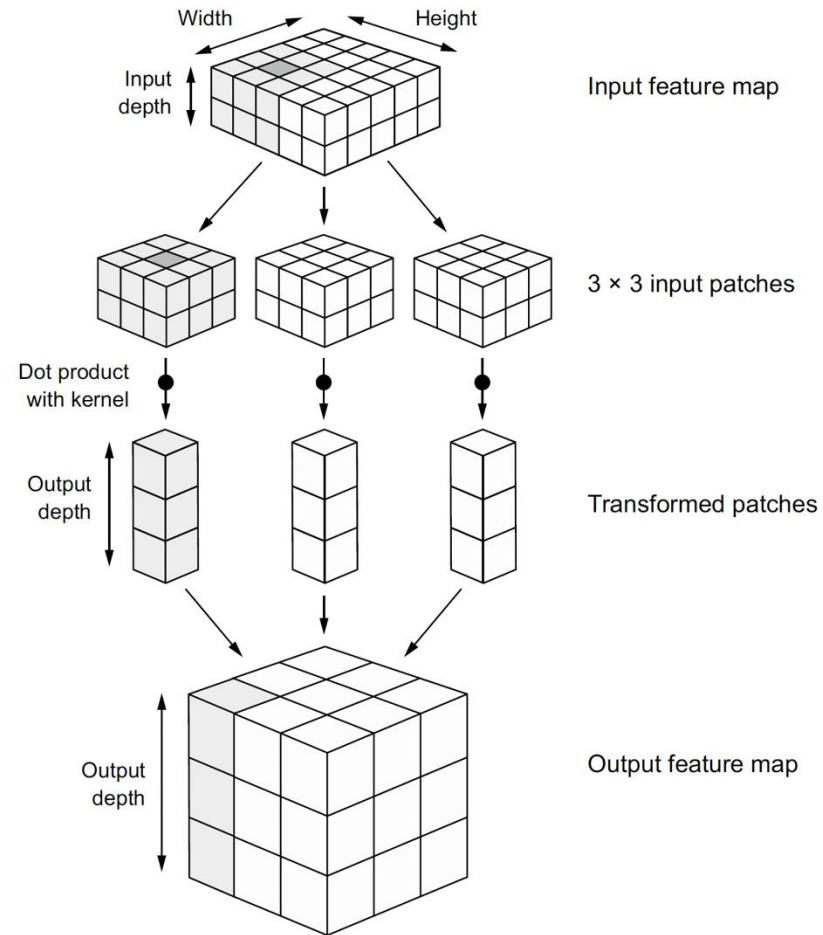 Width
Height
Input
depth
Input feature map
3 × 3 input patches
Dot product
with kernel
Output
depth
Transformed patches
Output
depth
Output feature map